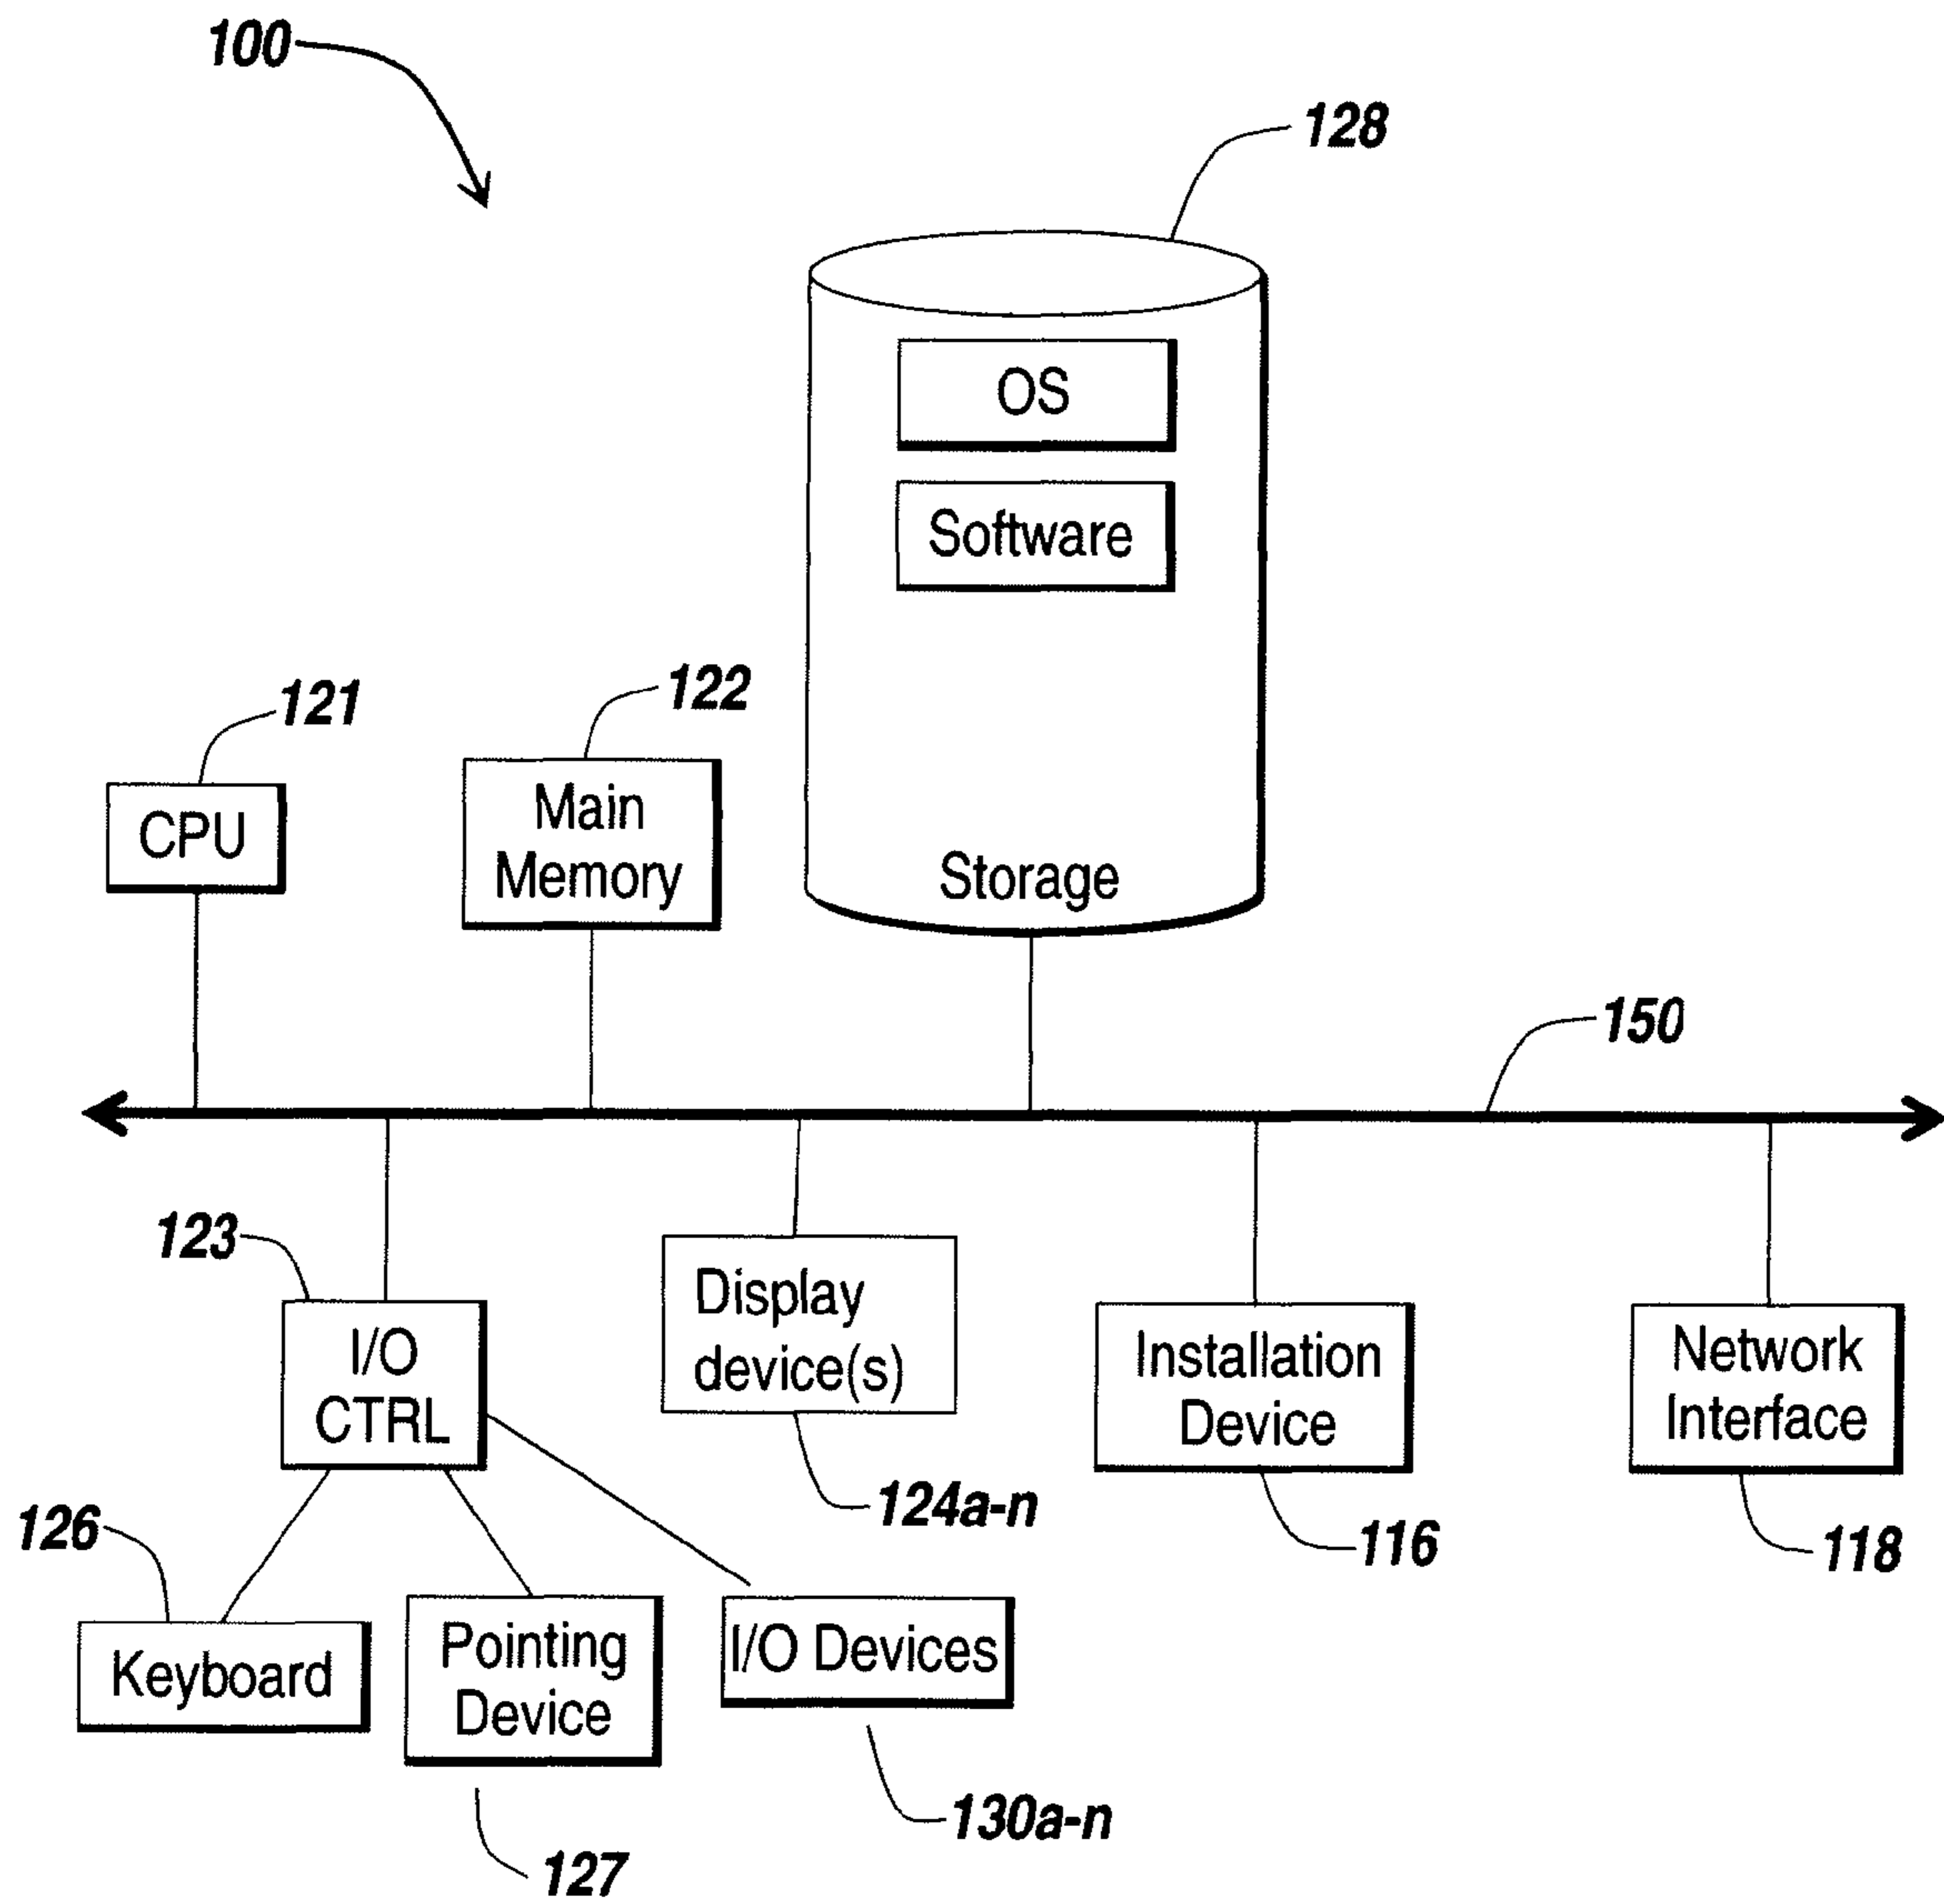 100
128
OS
Software
121
122
CPU
Main
Memory
Storage
150
123
I/O
CTRL
Display
device(s)
Installation
Device
Network
Interface
124a-n
116
118
126
Keyboard
Pointing
Device
I/O Devices
130a-n
127